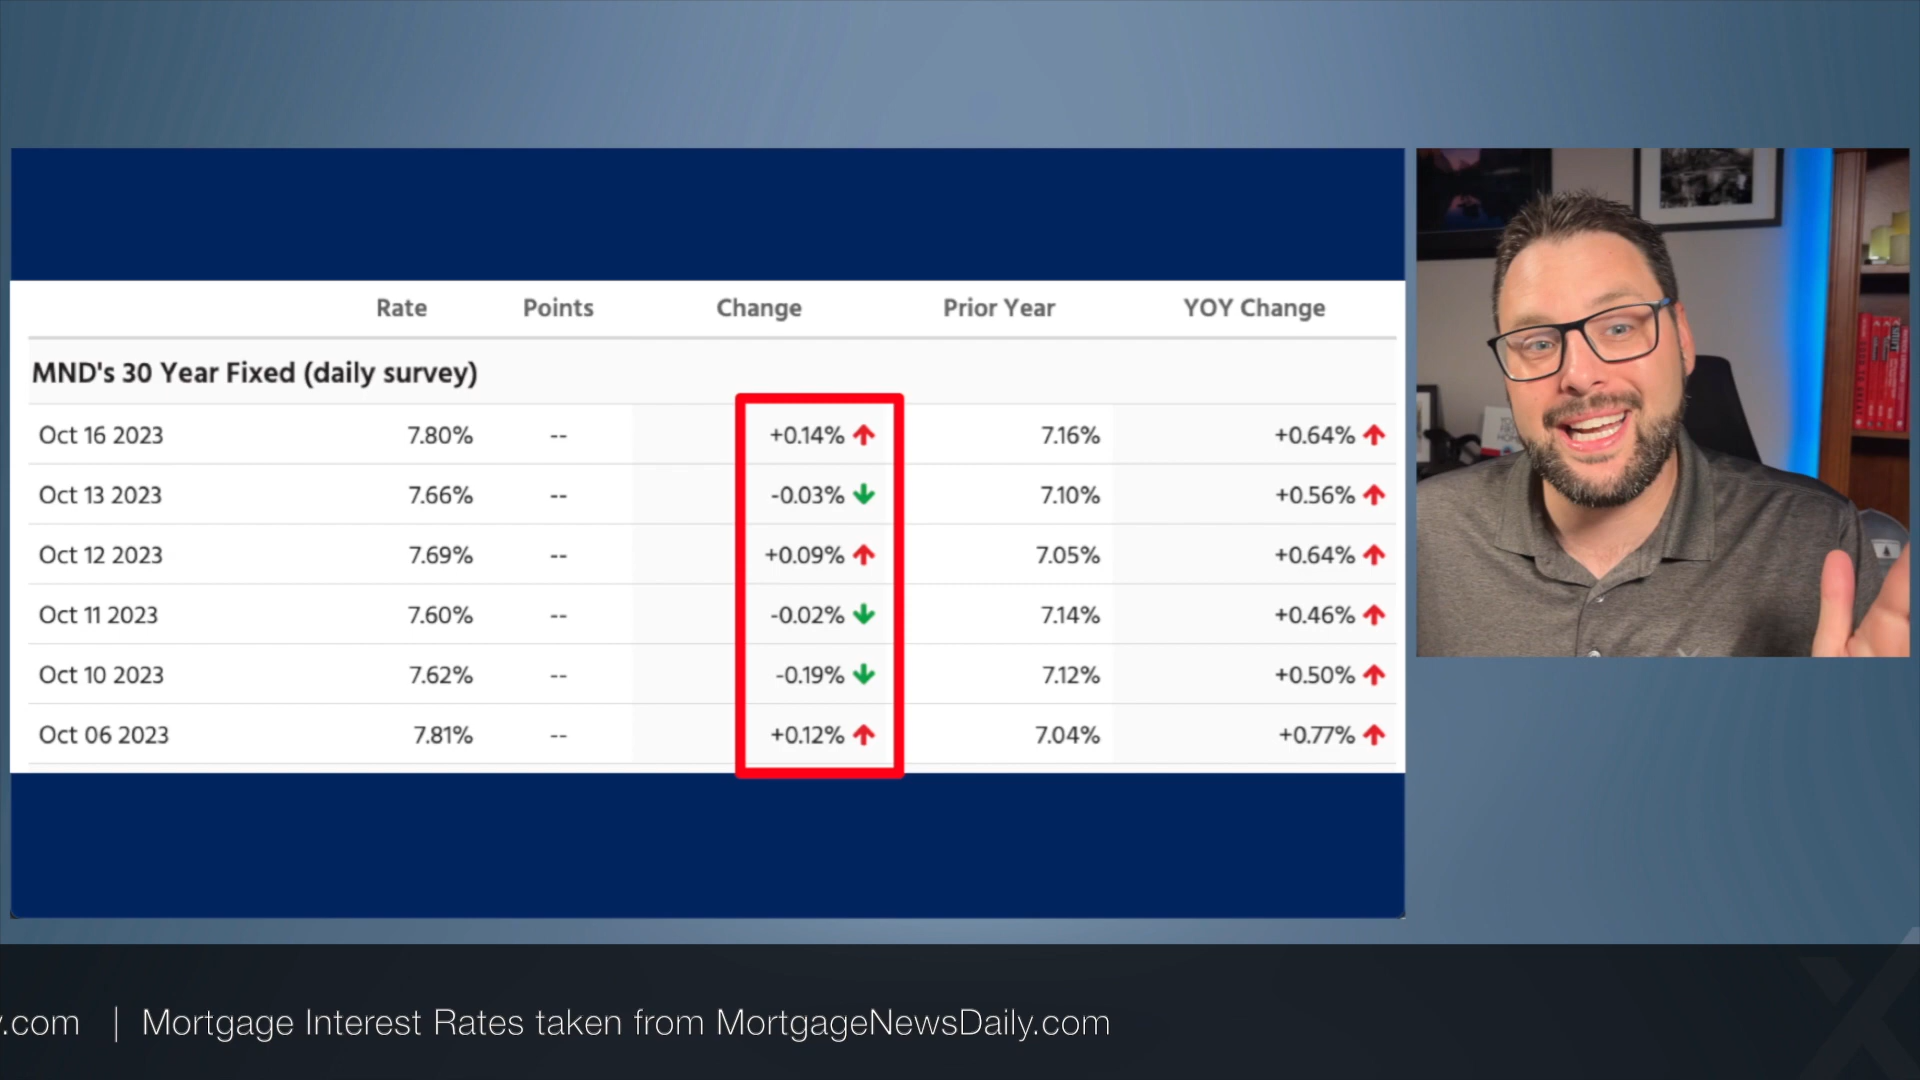 Rate Points Change Prior Year YOY Change
MND's 30 Year Fixed (daily survey)
Oct 16 2023 7.80% -- +0.14% 7.16% +0.64%
Oct 13 2023 7.66% -- -0.03% 7.10% +0.56%
Oct 12 2023 7.69% -- +0.09% 7.05% +0.64%
Oct 11 2023 7.60% -- -0.02% 7.14% +0.46%
Oct 10 2023 7.62% -- -0.19% 7.12% +0.50%
Oct 06 2023 7.81% -- +0.12% 7.04% +0.77%
.com | Mortgage Interest Rates taken from MortgageNewsDaily.com